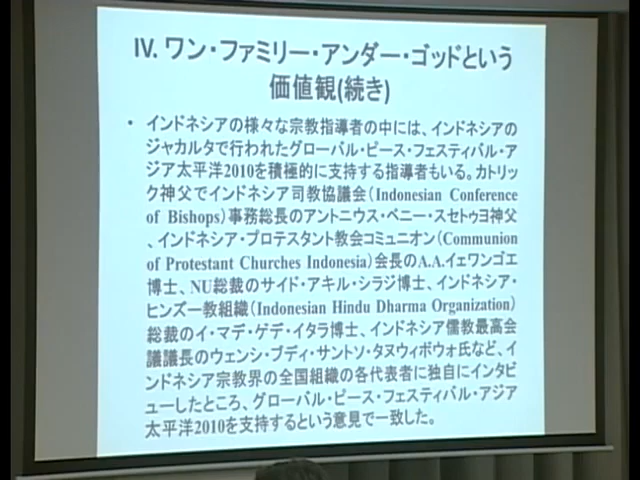 IV. ワン・ファミリー・アンダー・ゴッドという
価値観(続き)
• インドネシアの様々な宗教指導者の中には、インドネシアの
ジャカルタで行われたグローバル・ピース・フェスティバル・ア
ジア太平洋2010を積極的に支持する指導者もいる。カトリッ
ク神父でインドネシア司教協議会(Indonesian Conference
of Bishops)事務総長のアントニウス・ベニー・スセトゥヨ神父
、インドネシア・プロテスタント教会コミュニオン(Communion
of Protestant Churches Indonesia)会長のA.A.イェワンゴエ
博士、NU総裁のサイド・アキル・シラジ博士、インドネシア・
ヒンズー教組織(Indonesian Hindu Dharma Organization)
総裁のイ・マデ・ゲデ・イタラ博士、インドネシア儒教最高会
議議長のウェンシ・ブディ・サントソ・タヌウィボウォ氏など、イ
ンドネシア宗教界の全国組織の各代表者に独自にインタビ
ューしたところ、グローバル・ピース・フェスティバル・アジア
太平洋2010を支持するという意見で一致した。